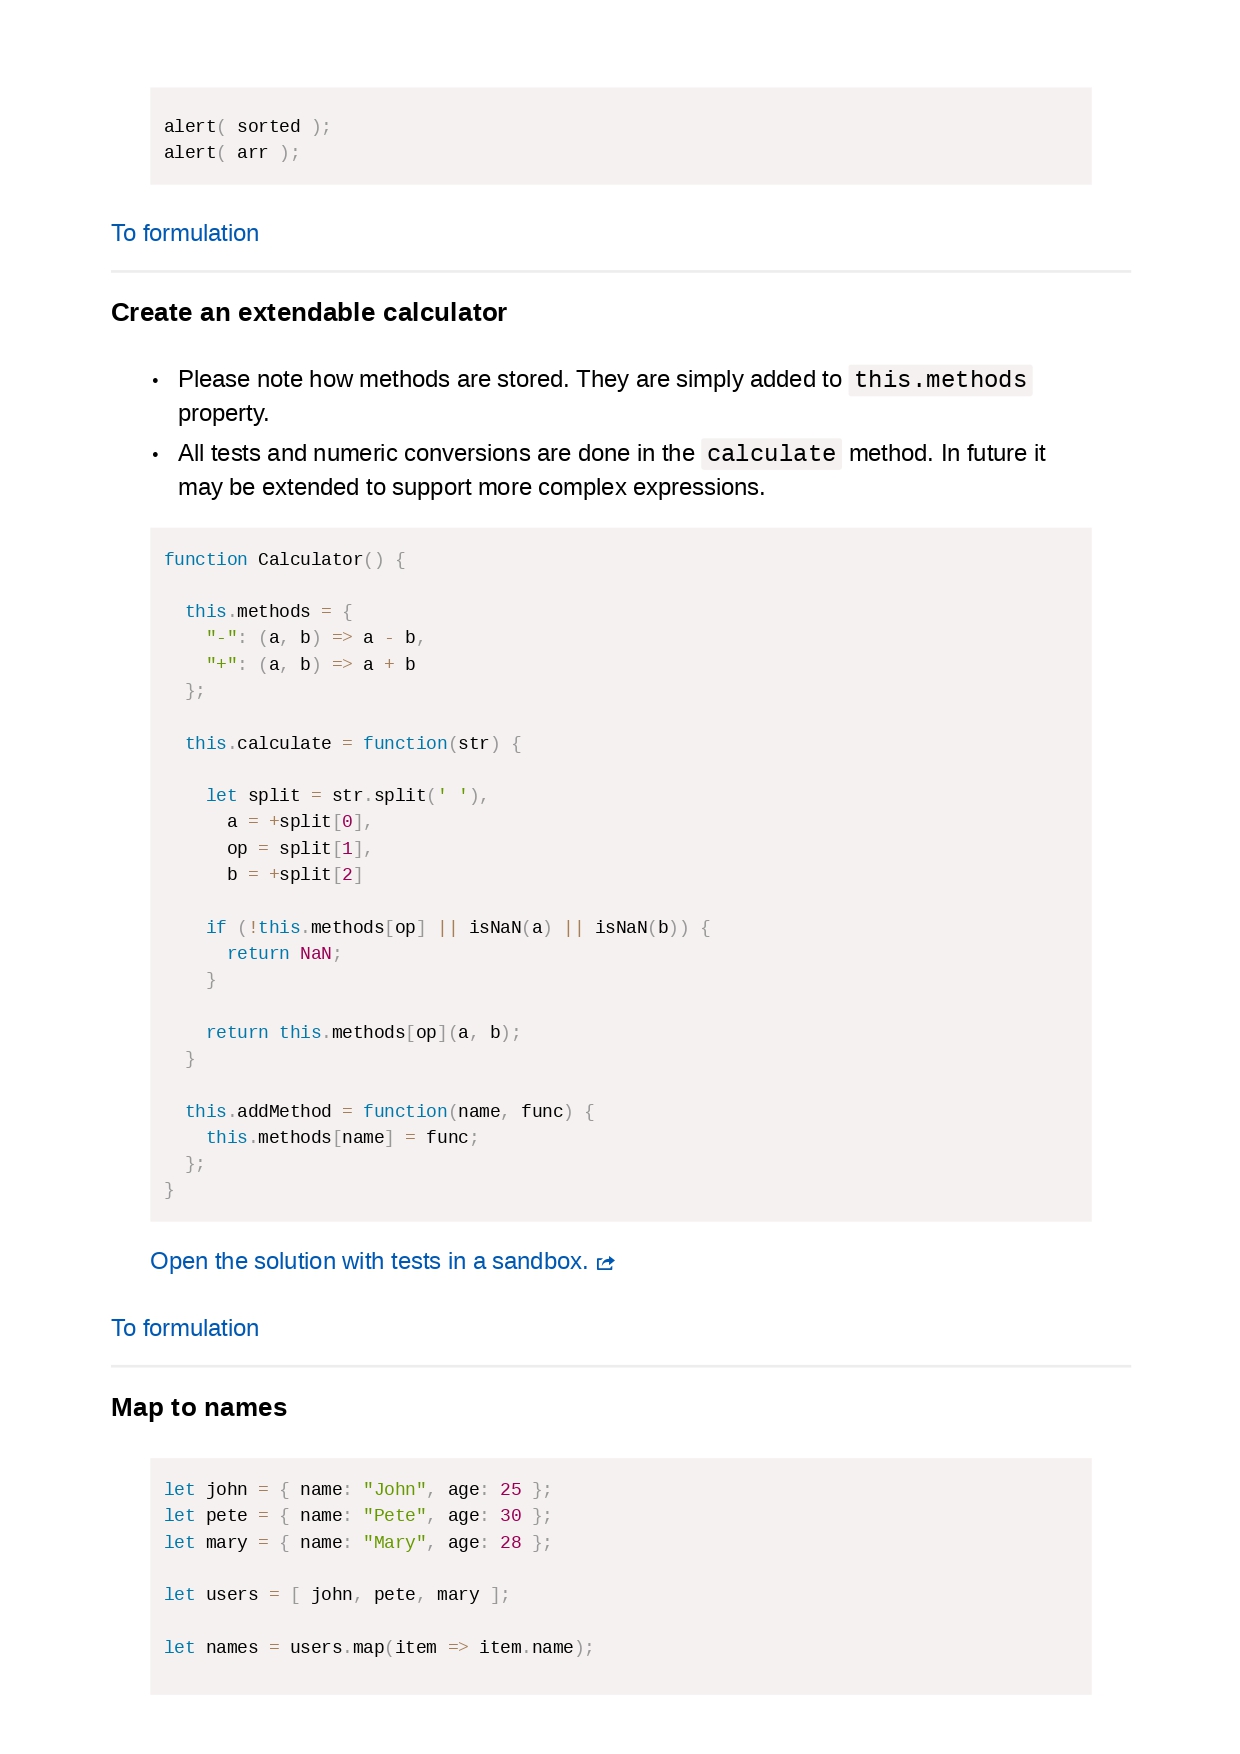 alert( sorted );
alert( arr );
To formulation
Create an extendable calculator
• Please note how methods are stored. They are simply added to this.methods
property.
• All tests and numeric conversions are done in the calculate method. In future it
may be extended to support more complex expressions.
function Calculator() {
  this.methods = {
    "-": (a, b) => a - b,
    "+": (a, b) => a + b
  };
  this.calculate = function(str) {
    let split = str.split(' '),
      a = +split[0],
      op = split[1],
      b = +split[2]
    if (!this.methods[op] || isNaN(a) || isNaN(b)) {
      return NaN;
    }
    return this.methods[op](a, b);
  }
  this.addMethod = function(name, func) {
    this.methods[name] = func;
  };
}
Open the solution with tests in a sandbox.
To formulation
Map to names
let john = { name: "John", age: 25 };
let pete = { name: "Pete", age: 30 };
let mary = { name: "Mary", age: 28 };
let users = [ john, pete, mary ];
let names = users.map(item => item.name);